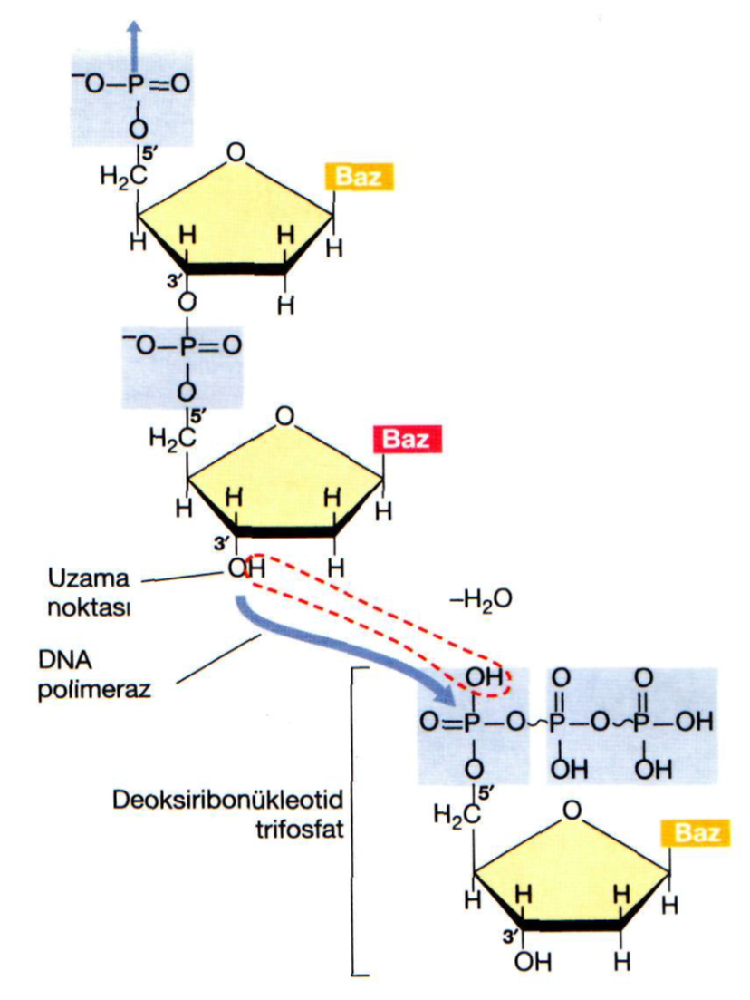 ⁻O–P=O
O
5′
H₂C
O
Baz
H
H
H
H
3′
O
H
⁻O–P=O
O
5′
H₂C
O
Baz
H
H
H
H
3′
OH
H
Uzama
noktası
–H₂O
DNA
polimeraz
OH
O
O
O=P–O~P–O~P–OH
O
OH
OH
5′
H₂C
O
Deoksiribonükleotid
trifosfat
Baz
H
H
H
H
3′
OH
H